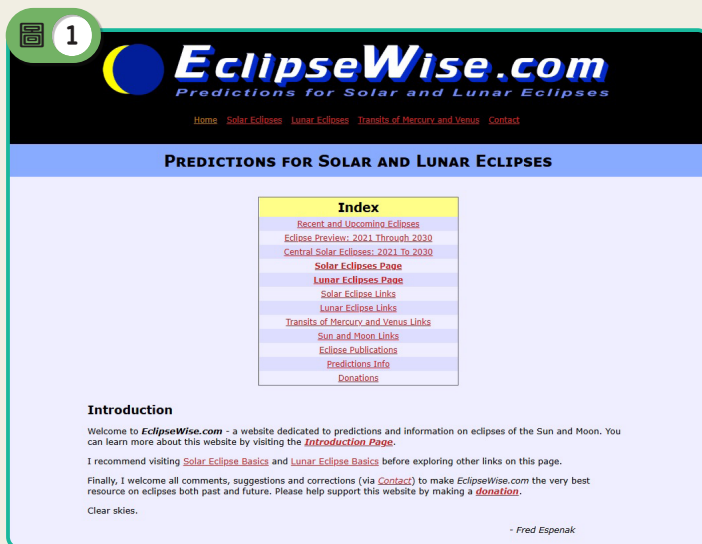 圖 1
EclipseWise.com
Predictions for Solar and Lunar Eclipses
Home Solar Eclipses Lunar Eclipses Transits of Mercury and Venus Contact
Predictions for Solar and Lunar Eclipses
Index
Recent and Upcoming Eclipses
Eclipse Preview: 2021 Through 2030
Central Solar Eclipses: 2021 To 2030
Solar Eclipses Page
Lunar Eclipses Page
Solar Eclipse Links
Lunar Eclipse Links
Transits of Mercury and Venus Links
Sun and Moon Links
Eclipse Publications
Predictions Info
Donations
Introduction
Welcome to EclipseWise.com - a website dedicated to predictions and information on eclipses of the Sun and Moon. You
can learn more about this website by visiting the Introduction Page.
I recommend visiting Solar Eclipse Basics and Lunar Eclipse Basics before exploring other links on this page.
Finally, I welcome all comments, suggestions and corrections (via Contact) to make EclipseWise.com the very best
resource on eclipses both past and future. Please help support this website by making a donation.
Clear skies.
- Fred Espenak